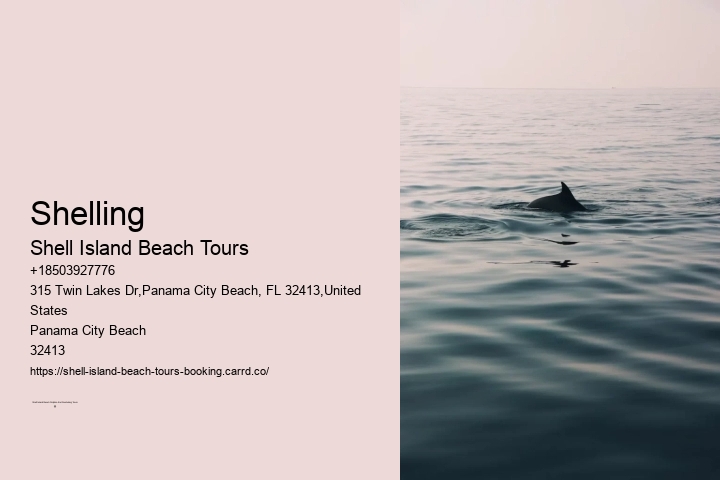 Shelling
Shell Island Beach Tours
+18503927776
315 Twin Lakes Dr,Panama City Beach, FL 32413,United
States
Panama City Beach
32413
https://shell-island-beach-tours-booking.carrd.co/